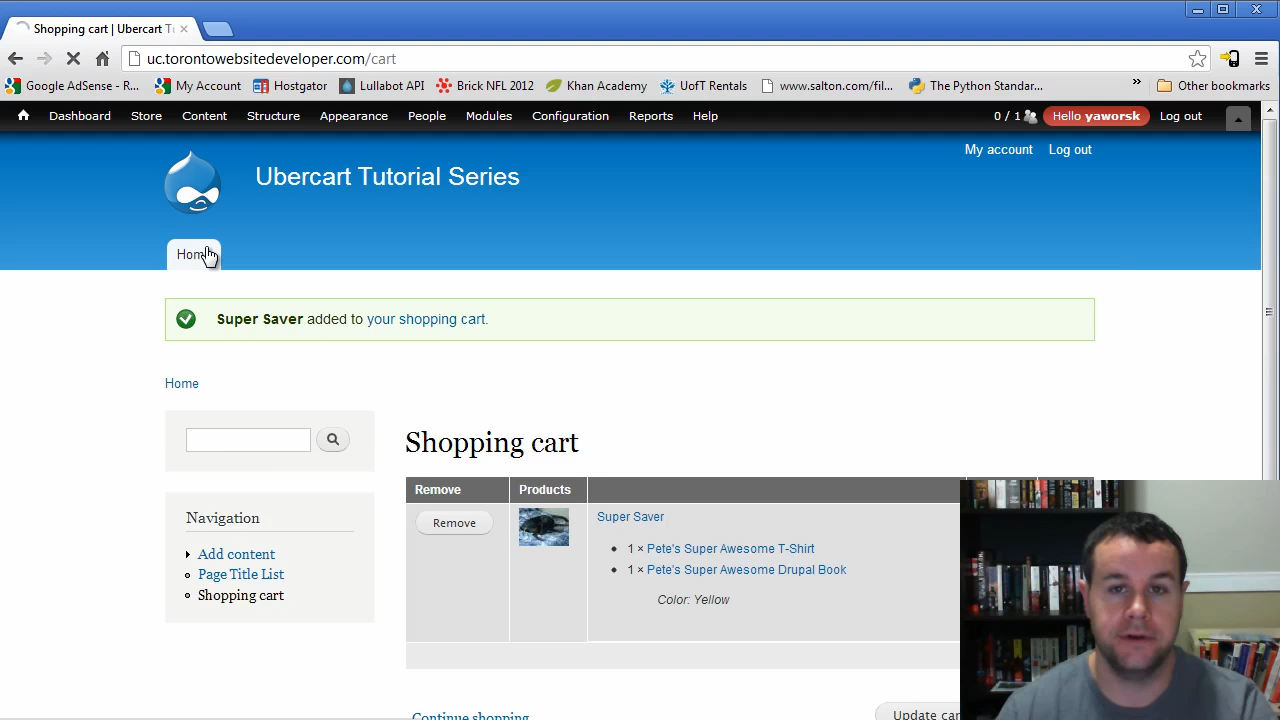 Shopping cart | Ubercart Tu
uc.torontowebsitedeveloper.com/cart
Google AdSense - R... My Account Hostgator Lullabot API Brick NFL 2012 Khan Academy UofT Rentals www.salton.com/fil... The Python Standar... » Other bookmarks
Dashboard Store Content Structure Appearance People Modules Configuration Reports Help 0 / 1 Hello yaworsk Log out
My account Log out
Ubercart Tutorial Series
Home
Super Saver added to your shopping cart.
Home
Shopping cart
Remove Products
Remove Super Saver
1 × Pete's Super Awesome T-Shirt
1 × Pete's Super Awesome Drupal Book
Color: Yellow
Navigation
Add content
Page Title List
Shopping cart
Continue shopping Update car